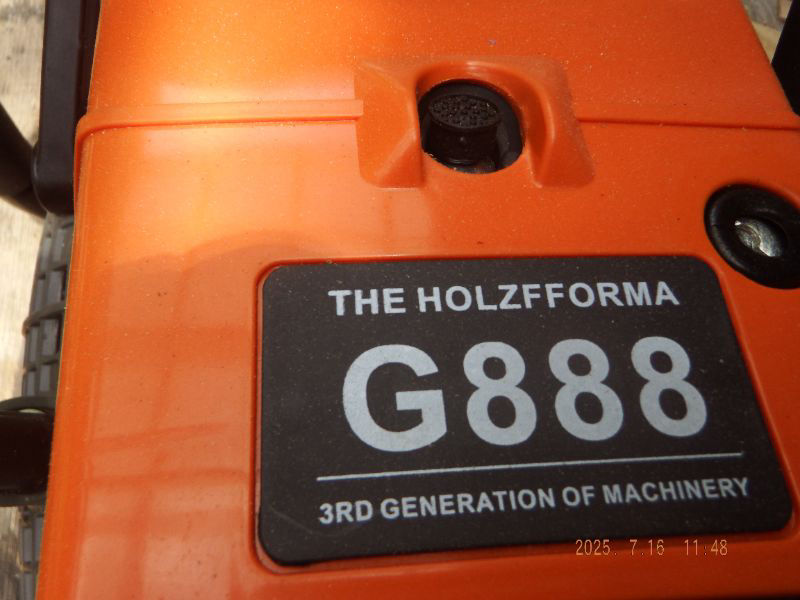 THE HOLZFFORMA
G888
3RD GENERATION OF MACHINERY
2025. 7.16 11:48